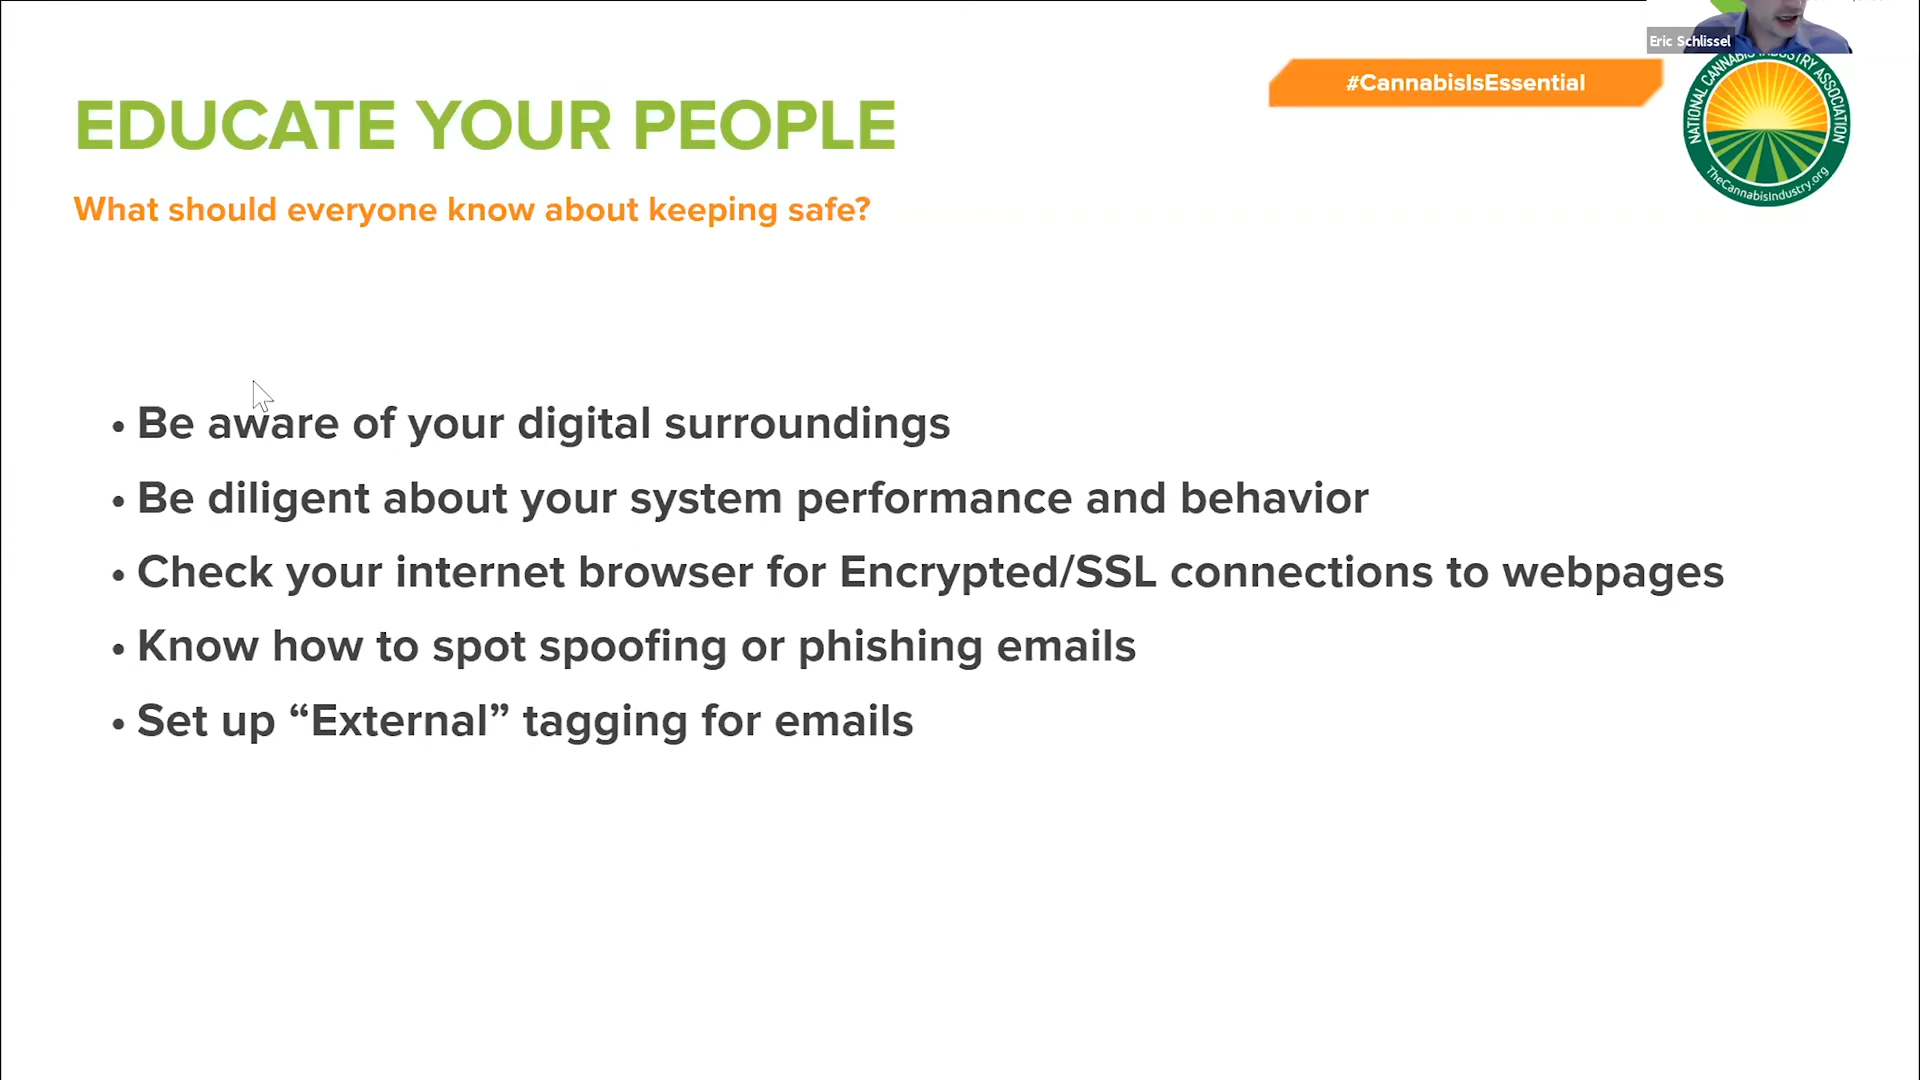 Eric Schlissel
#CannabisIsEssential
NATIONAL CANNABIS INDUSTRY ASSOCIATION
TheCannabisIndustry.org
EDUCATE YOUR PEOPLE
What should everyone know about keeping safe?
• Be aware of your digital surroundings
• Be diligent about your system performance and behavior
• Check your internet browser for Encrypted/SSL connections to webpages
• Know how to spot spoofing or phishing emails
• Set up “External” tagging for emails